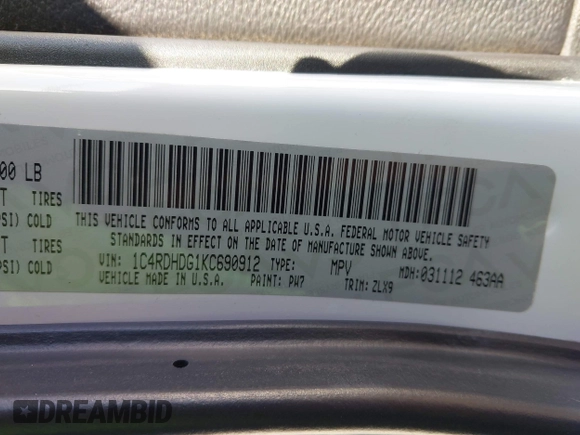 00 LB
T TIRES
PSI) COLD
T TIRES
PSI) COLD
THIS VEHICLE CONFORMS TO ALL APPLICABLE U.S.A. FEDERAL MOTOR VEHICLE SAFETY
STANDARDS IN EFFECT ON THE DATE OF MANUFACTURE SHOWN ABOVE.
VIN: 1C4RDHDG1KC690912 TYPE: MPV MDH: 031112 463AA
VEHICLE MADE IN U.S.A. PAINT: PW7 TRIM: ZLX9
DREAMBID